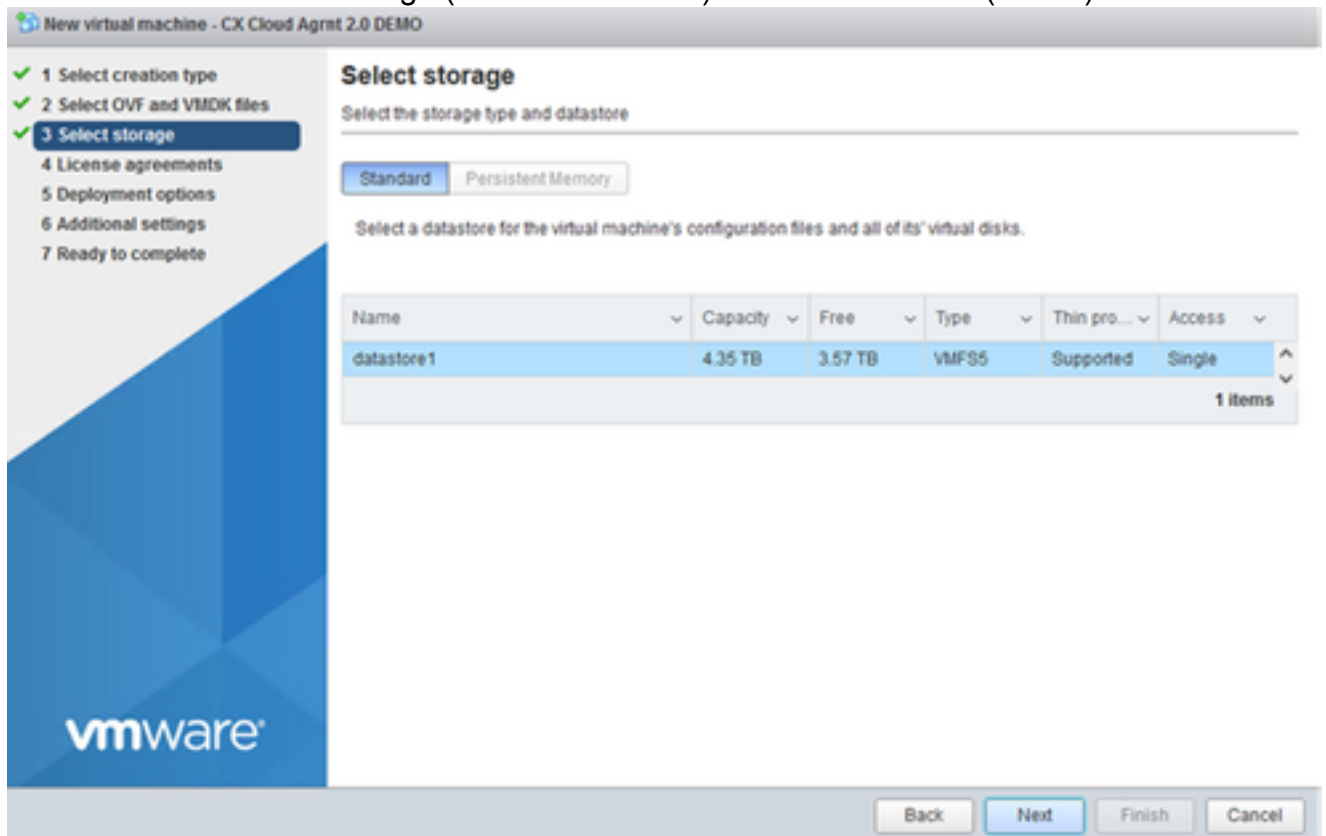 New virtual machine - CX Cloud Agrnt 2.0 DEMO
1 Select creation type
2 Select OVF and VMDK files
3 Select storage
4 License agreements
5 Deployment options
6 Additional settings
7 Ready to complete
Select storage
Select the storage type and datastore
Standard Persistent Memory
Select a datastore for the virtual machine's configuration files and all of its' virtual disks.
Name Capacity Free Type Thin pro... Access
datastore1 4.35 TB 3.57 TB VMFS5 Supported Single
1 items
vmware
Back Next Finish Cancel